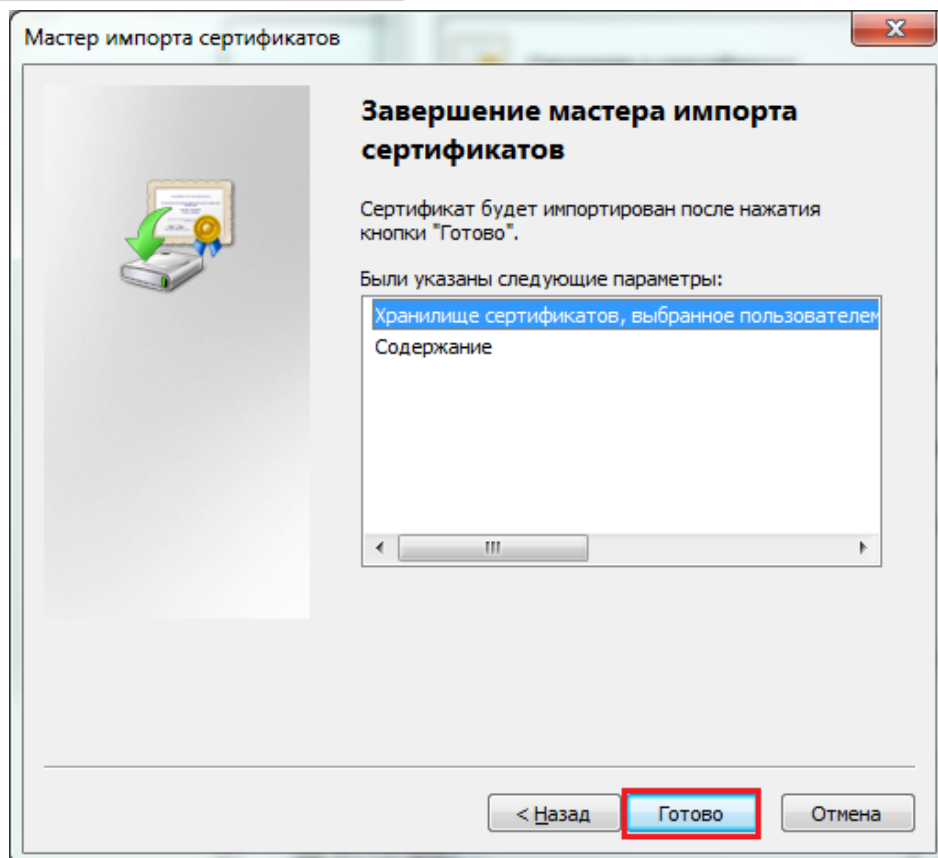 Мастер импорта сертификатов
Завершение мастера импорта
сертификатов
Сертификат будет импортирован после нажатия
кнопки "Готово".
Были указаны следующие параметры:
Хранилище сертификатов, выбранное пользователем
Содержание
< Назад
Готово
Отмена